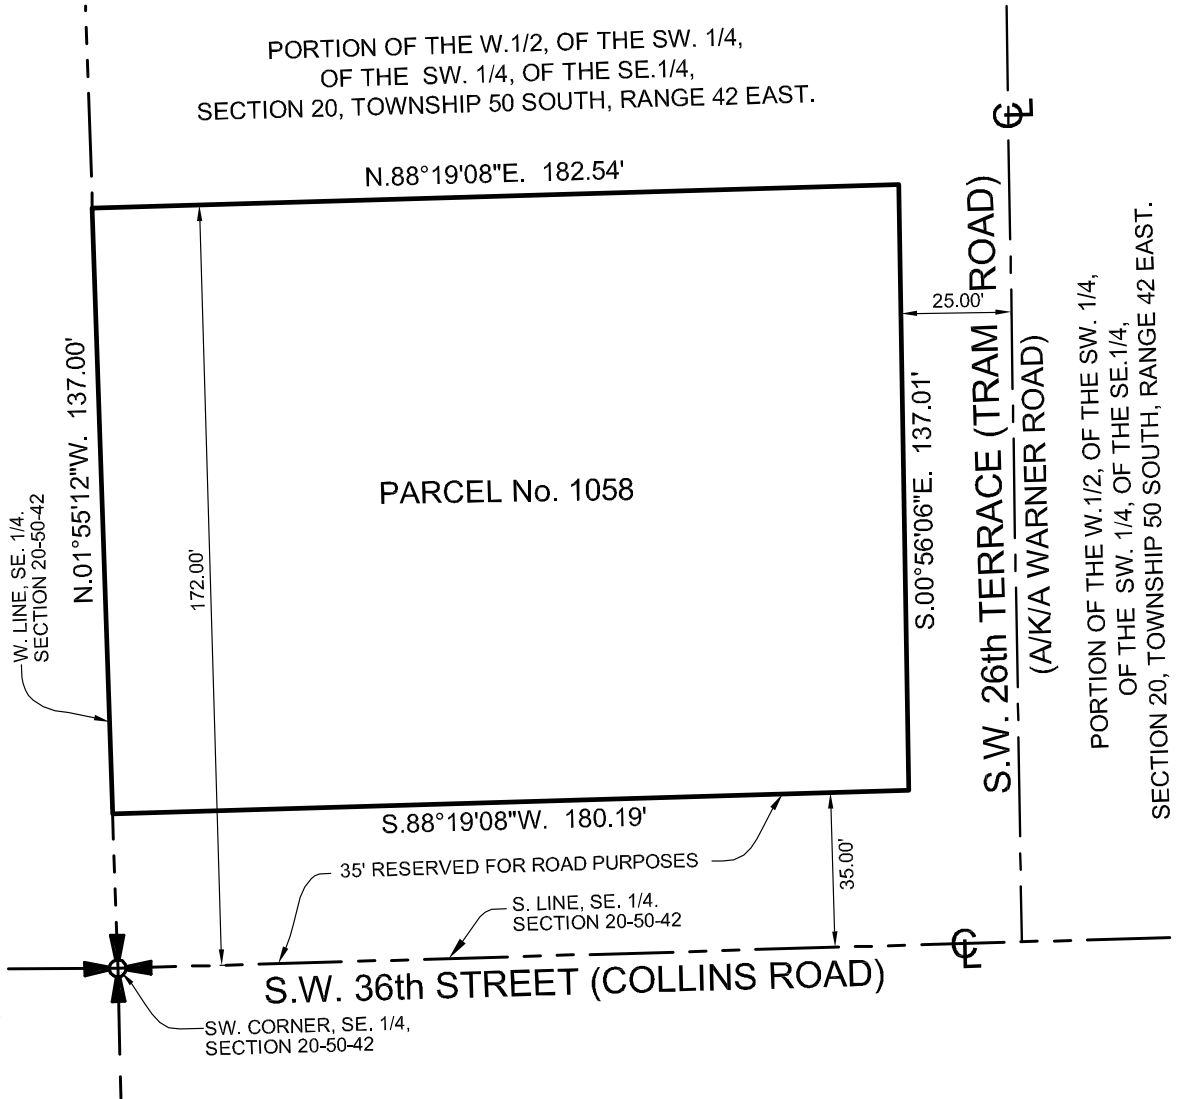 PORTION OF THE W.1/2, OF THE SW. 1/4,
OF THE SW. 1/4, OF THE SE.1/4,
SECTION 20, TOWNSHIP 50 SOUTH, RANGE 42 EAST.
N.88°19'08"E. 182.54'
N.01°55'12"W. 137.00'
172.00'
W. LINE, SE. 1/4.
SECTION 20-50-42
PARCEL No. 1058
25.00'
S.00°56'06"E. 137.01'
S.W. 26th TERRACE (TRAM ROAD)
(A/K/A WARNER ROAD)
PORTION OF THE W.1/2, OF THE SW. 1/4,
OF THE SW. 1/4, OF THE SE.1/4,
SECTION 20, TOWNSHIP 50 SOUTH, RANGE 42 EAST.
S.88°19'08"W. 180.19'
35' RESERVED FOR ROAD PURPOSES
35.00'
S. LINE, SE. 1/4.
SECTION 20-50-42
S.W. 36th STREET (COLLINS ROAD)
SW. CORNER, SE. 1/4,
SECTION 20-50-42